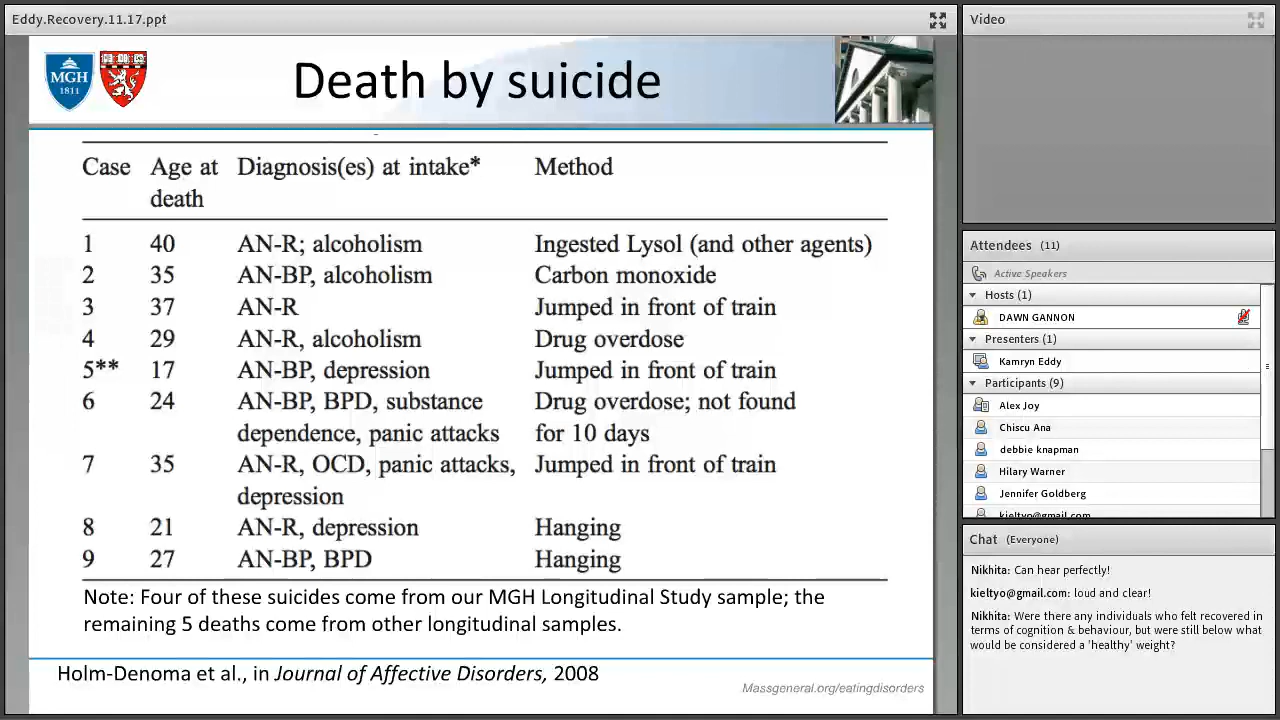 Eddy.Recovery.11.17.ppt
MGH
1811
Death by suicide
Case Age at death Diagnosis(es) at intake* Method
1 40 AN-R; alcoholism Ingested Lysol (and other agents)
2 35 AN-BP, alcoholism Carbon monoxide
3 37 AN-R Jumped in front of train
4 29 AN-R, alcoholism Drug overdose
5** 17 AN-BP, depression Jumped in front of train
6 24 AN-BP, BPD, substance Drug overdose; not found
dependence, panic attacks for 10 days
7 35 AN-R, OCD, panic attacks, Jumped in front of train
depression
8 21 AN-R, depression Hanging
9 27 AN-BP, BPD Hanging
Note: Four of these suicides come from our MGH Longitudinal Study sample; the
remaining 5 deaths come from other longitudinal samples.
Holm-Denoma et al., in Journal of Affective Disorders, 2008
Massgeneral.org/eatingdisorders
Video
Attendees (11)
Active Speakers
Hosts (1)
DAWN GANNON
Presenters (1)
Kamryn Eddy
Participants (9)
Alex Joy
Chiscu Ana
debbie knapman
Hilary Warner
Jennifer Goldberg
kieltyo@gmail.com
Chat (Everyone)
Nikhita: Can hear perfectly!
kieltyo@gmail.com: loud and clear!
Nikhita: Were there any individuals who felt recovered in
terms of cognition & behaviour, but were still below what
would be considered a 'healthy' weight?